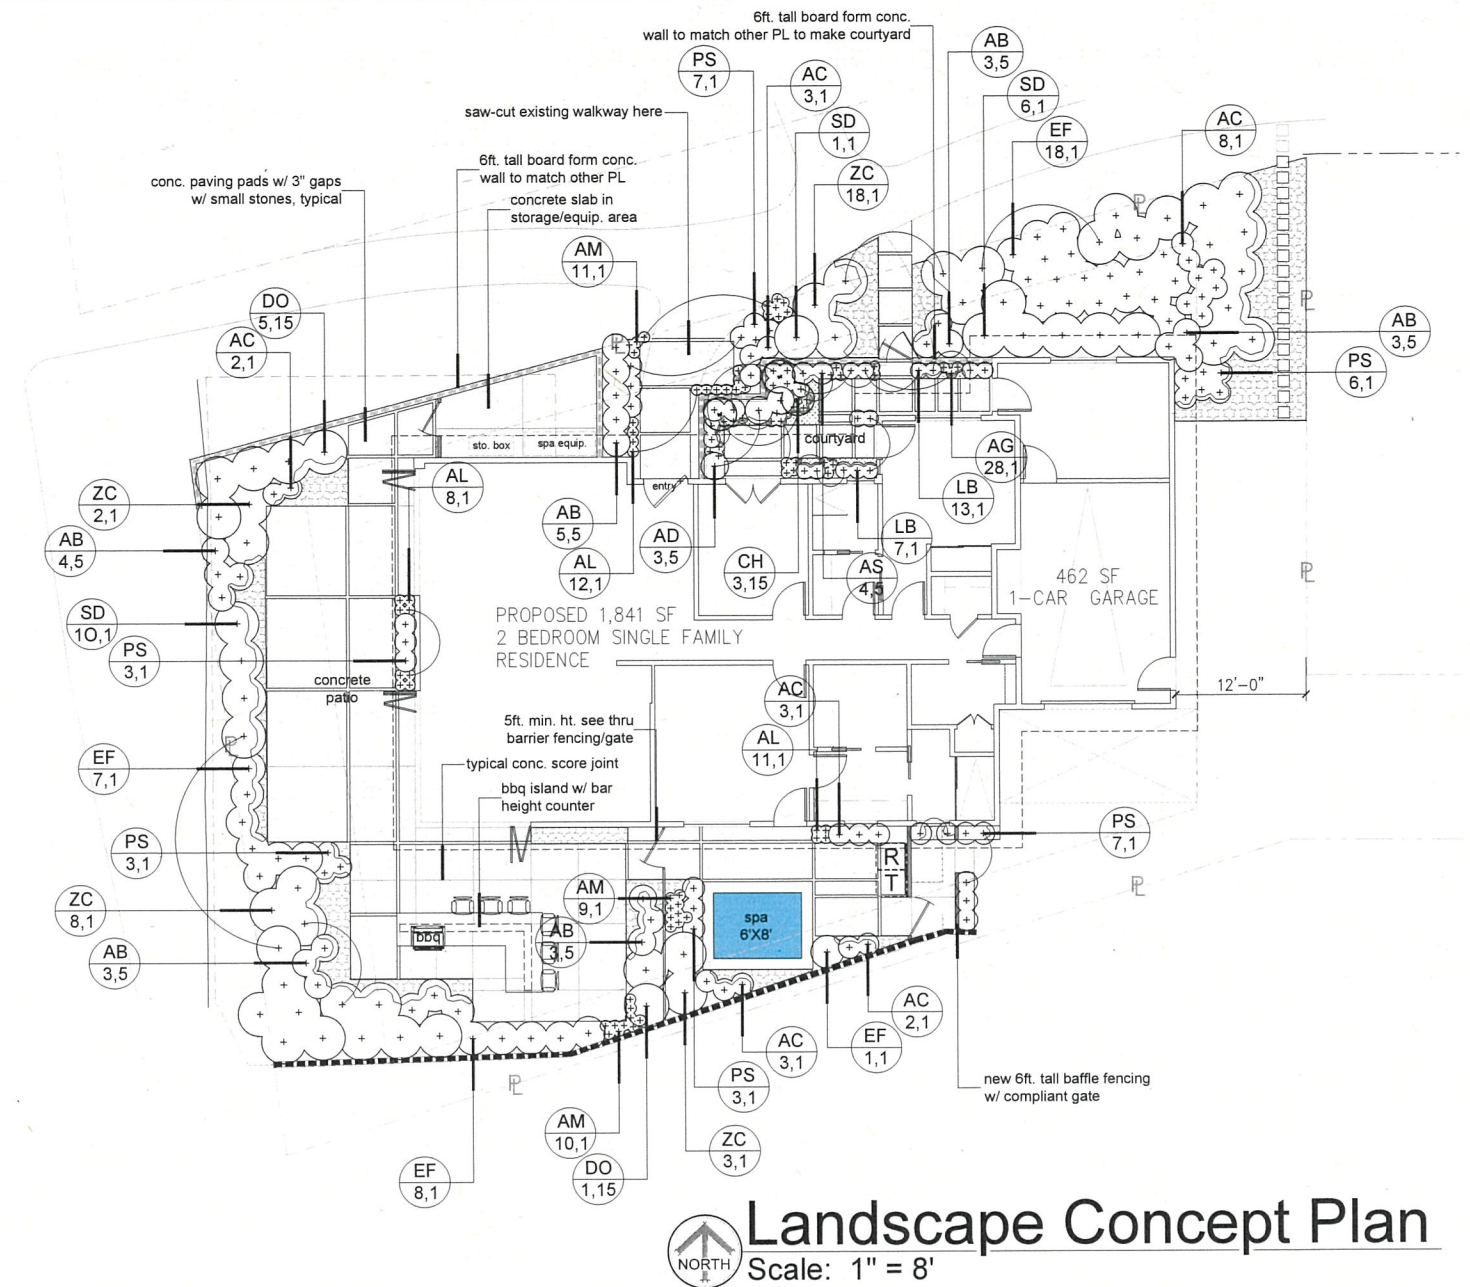 6ft. tall board form conc.
wall to match other PL to make courtyard
PS
7,1
AC
3,1
AB
3,5
SD
6,1
SD
1,1
EF
18,1
AC
8,1
saw-cut existing walkway here
6ft. tall board form conc.
wall to match other PL
conc. paving pads w/ 3" gaps
w/ small stones, typical
concrete slab in
storage/equip. area
ZC
18,1
PL
AM
11,1
DO
5,15
AC
2,1
PL
PL
AB
3,5
PS
6,1
sto. box
spa equip.
courtyard
entry
AG
28,1
AL
8,1
ZC
2,1
LB
13,1
AB
5,5
AD
3,5
LB
7,1
AB
4,5
AL
12,1
CH
3,15
AS
4,5
PL
462 SF
1-CAR GARAGE
SD
10,1
PROPOSED 1,841 SF
2 BEDROOM SINGLE FAMILY
RESIDENCE
PS
3,1
concrete
patio
12'-0"
AC
3,1
5ft. min. ht. see thru
barrier fencing/gate
PL
AL
11,1
EF
7,1
typical conc. score joint
bbq island w/ bar
height counter
PS
7,1
PS
3,1
R
T
PL
AM
9,1
ZC
8,1
spa
6'X8'
bbq
AB
3,5
AB
3,5
AC
2,1
EF
1,1
AC
3,1
PS
3,1
PL
new 6ft. tall baffle fencing
w/ compliant gate
AM
10,1
ZC
3,1
EF
8,1
DO
1,15
Landscape Concept Plan
NORTH
Scale: 1" = 8'